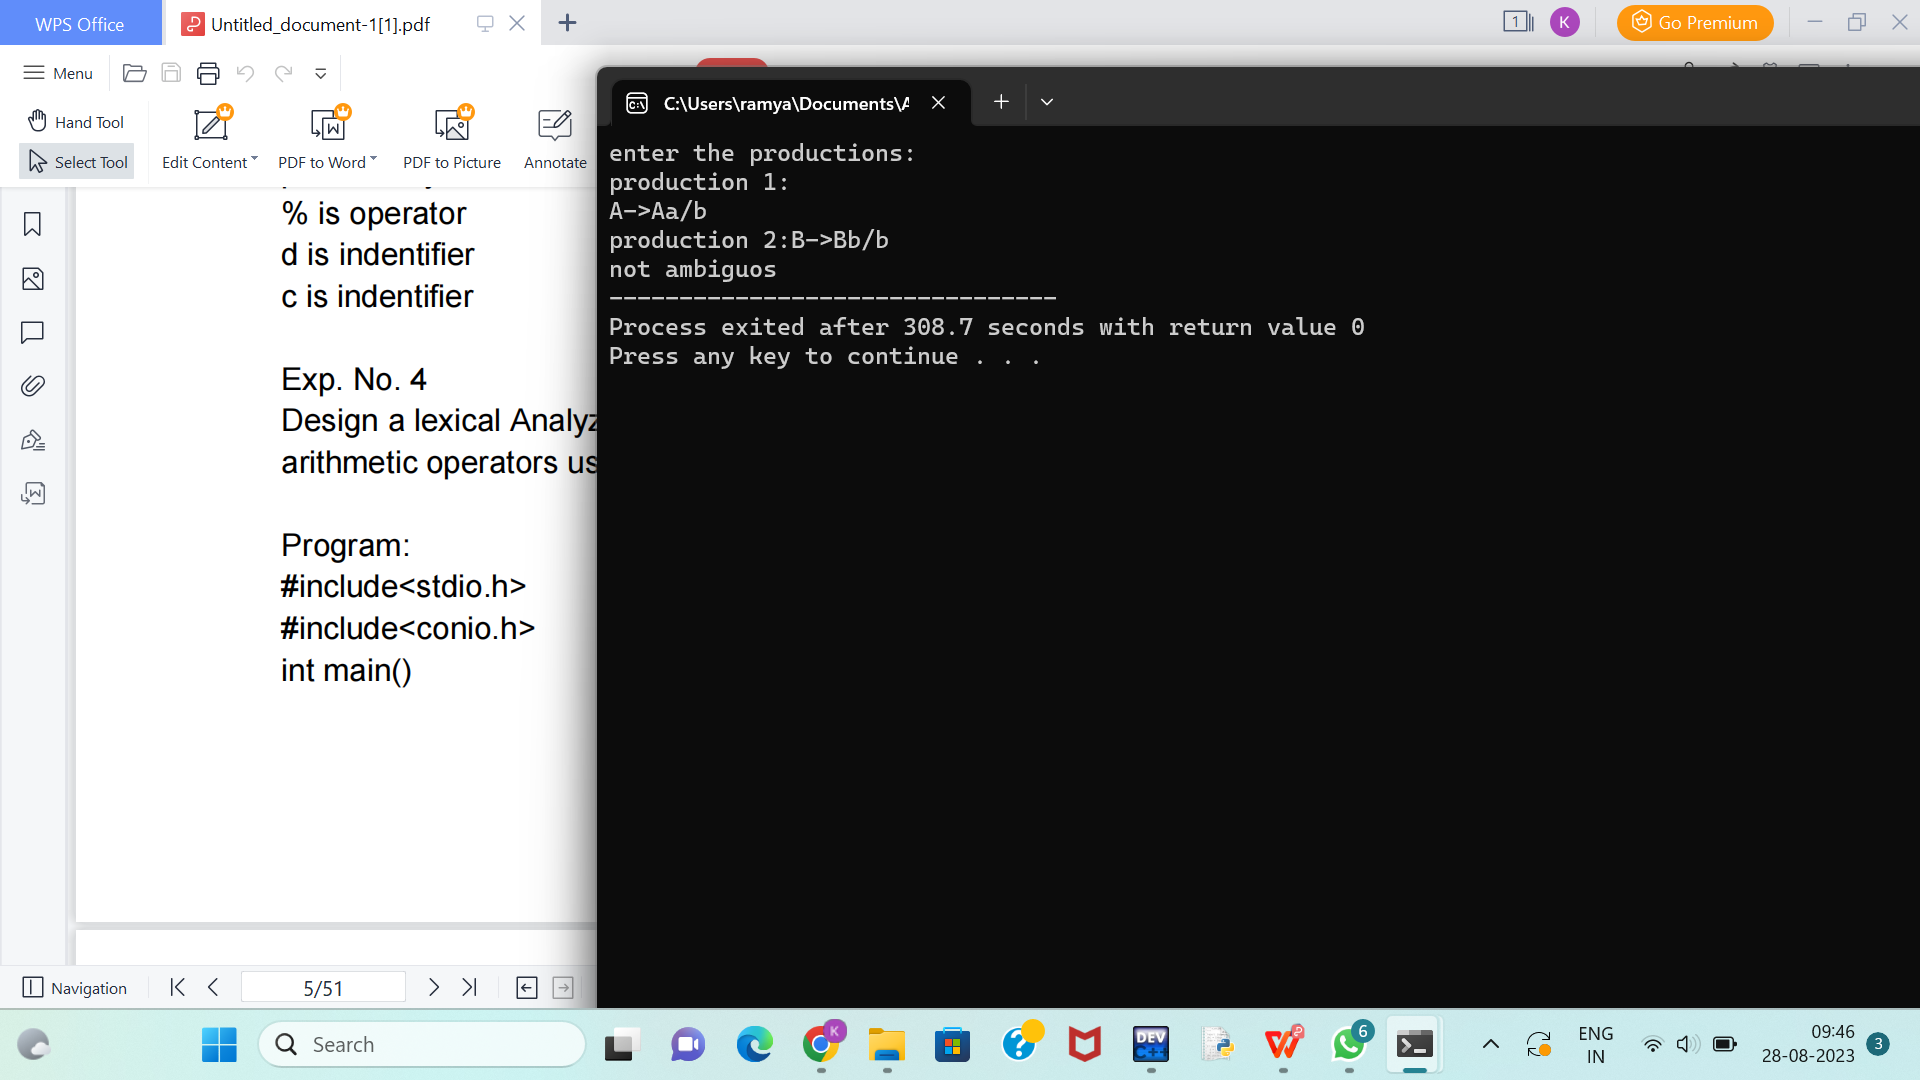 WPS Office
Untitled_document-1[1].pdf
1
K
Go Premium
Menu
Hand Tool
Select Tool
Edit Content
PDF to Word
PDF to Picture
Annotate
% is operator
d is indentifier
c is indentifier
Exp. No. 4
Design a lexical Analyz
arithmetic operators us
Program:
#include<stdio.h>
#include<conio.h>
int main()
Navigation
5/51
C:\Users\ramya\Documents\A
enter the productions:
production 1:
A->Aa/b
production 2:B->Bb/b
not ambiguos
--------------------------------
Process exited after 308.7 seconds with return value 0
Press any key to continue . . .
Search
K
DEV
C++
6
ENG
IN
09:46
28-08-2023
3